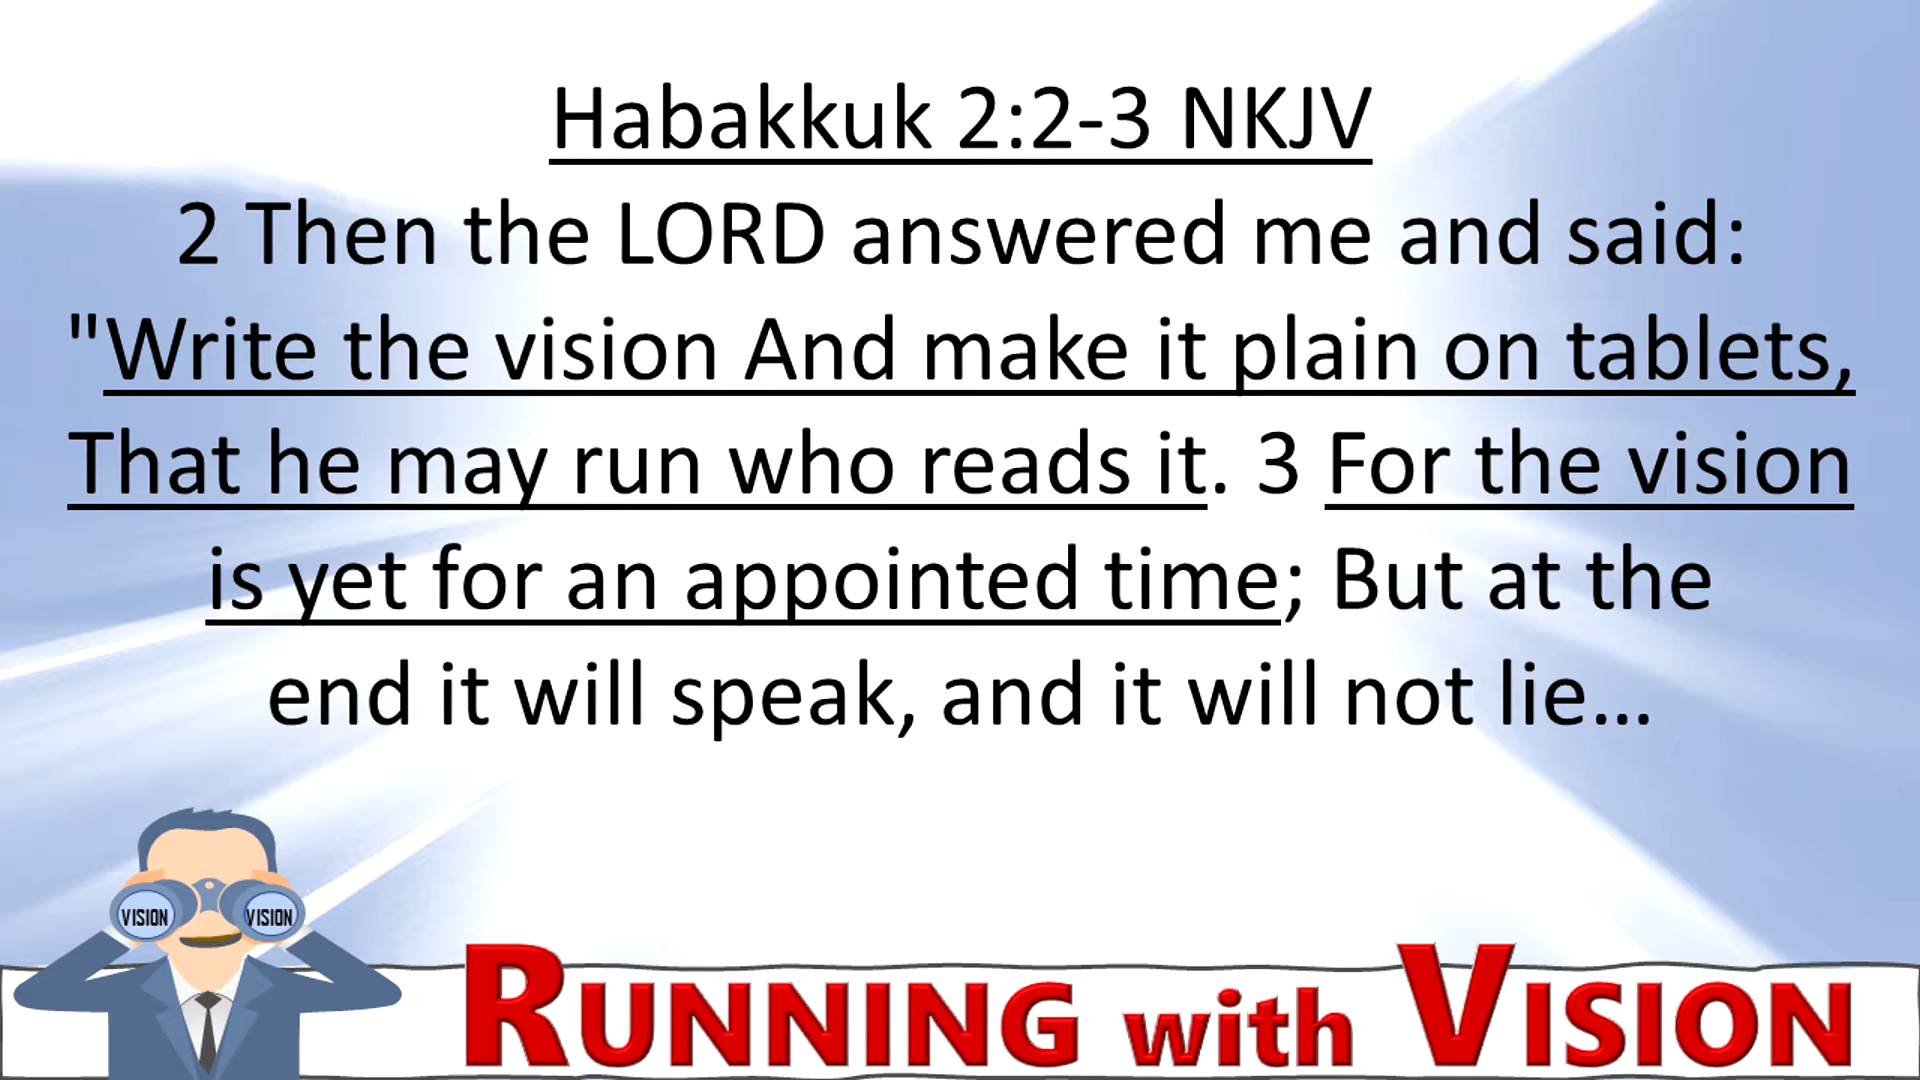 Habakkuk 2:2-3 NKJV
2 Then the LORD answered me and said:
"Write the vision And make it plain on tablets,
That he may run who reads it. 3 For the vision
is yet for an appointed time; But at the
end it will speak, and it will not lie...
VISION VISION
RUNNING with VISION